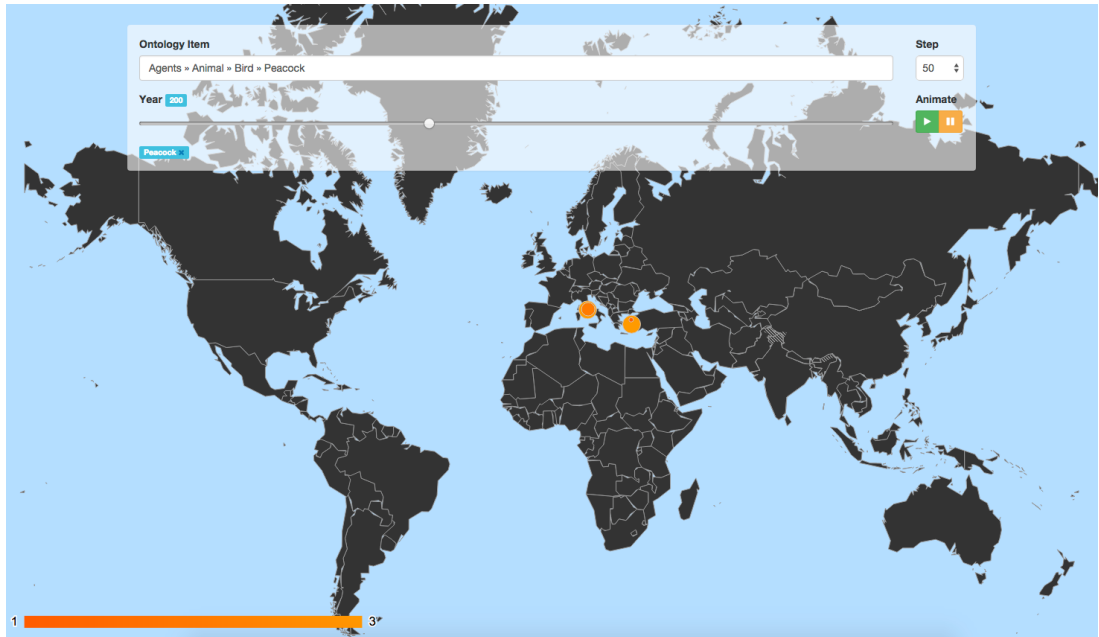 Ontology Item
Step
Agents » Animal » Bird » Peacock
50
Year 200
Animate
Peacock ×
1
3